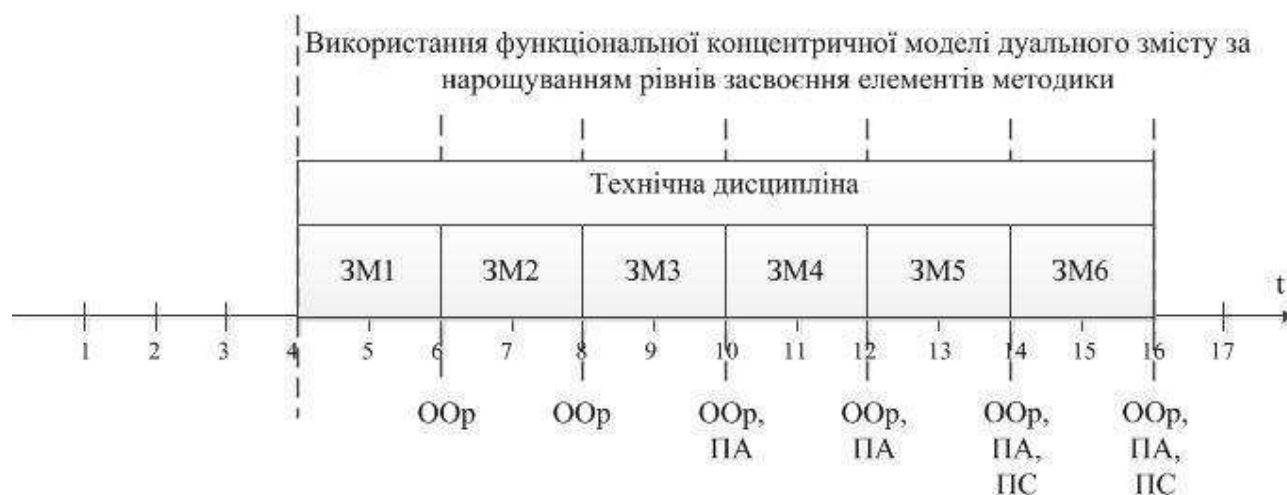 Використання функціональної концентричної моделі дуального змісту за
нарощуванням рівнів засвоєння елементів методики
Технічна дисципліна
ЗМ1 ЗМ2 ЗМ3 ЗМ4 ЗМ5 ЗМ6
t
1 2 3 4 5 6 7 8 9 10 11 12 13 14 15 16 17
ООр ООр ООр, ООр, ООр, ООр,
ПА ПА ПА, ПА,
ПС ПС